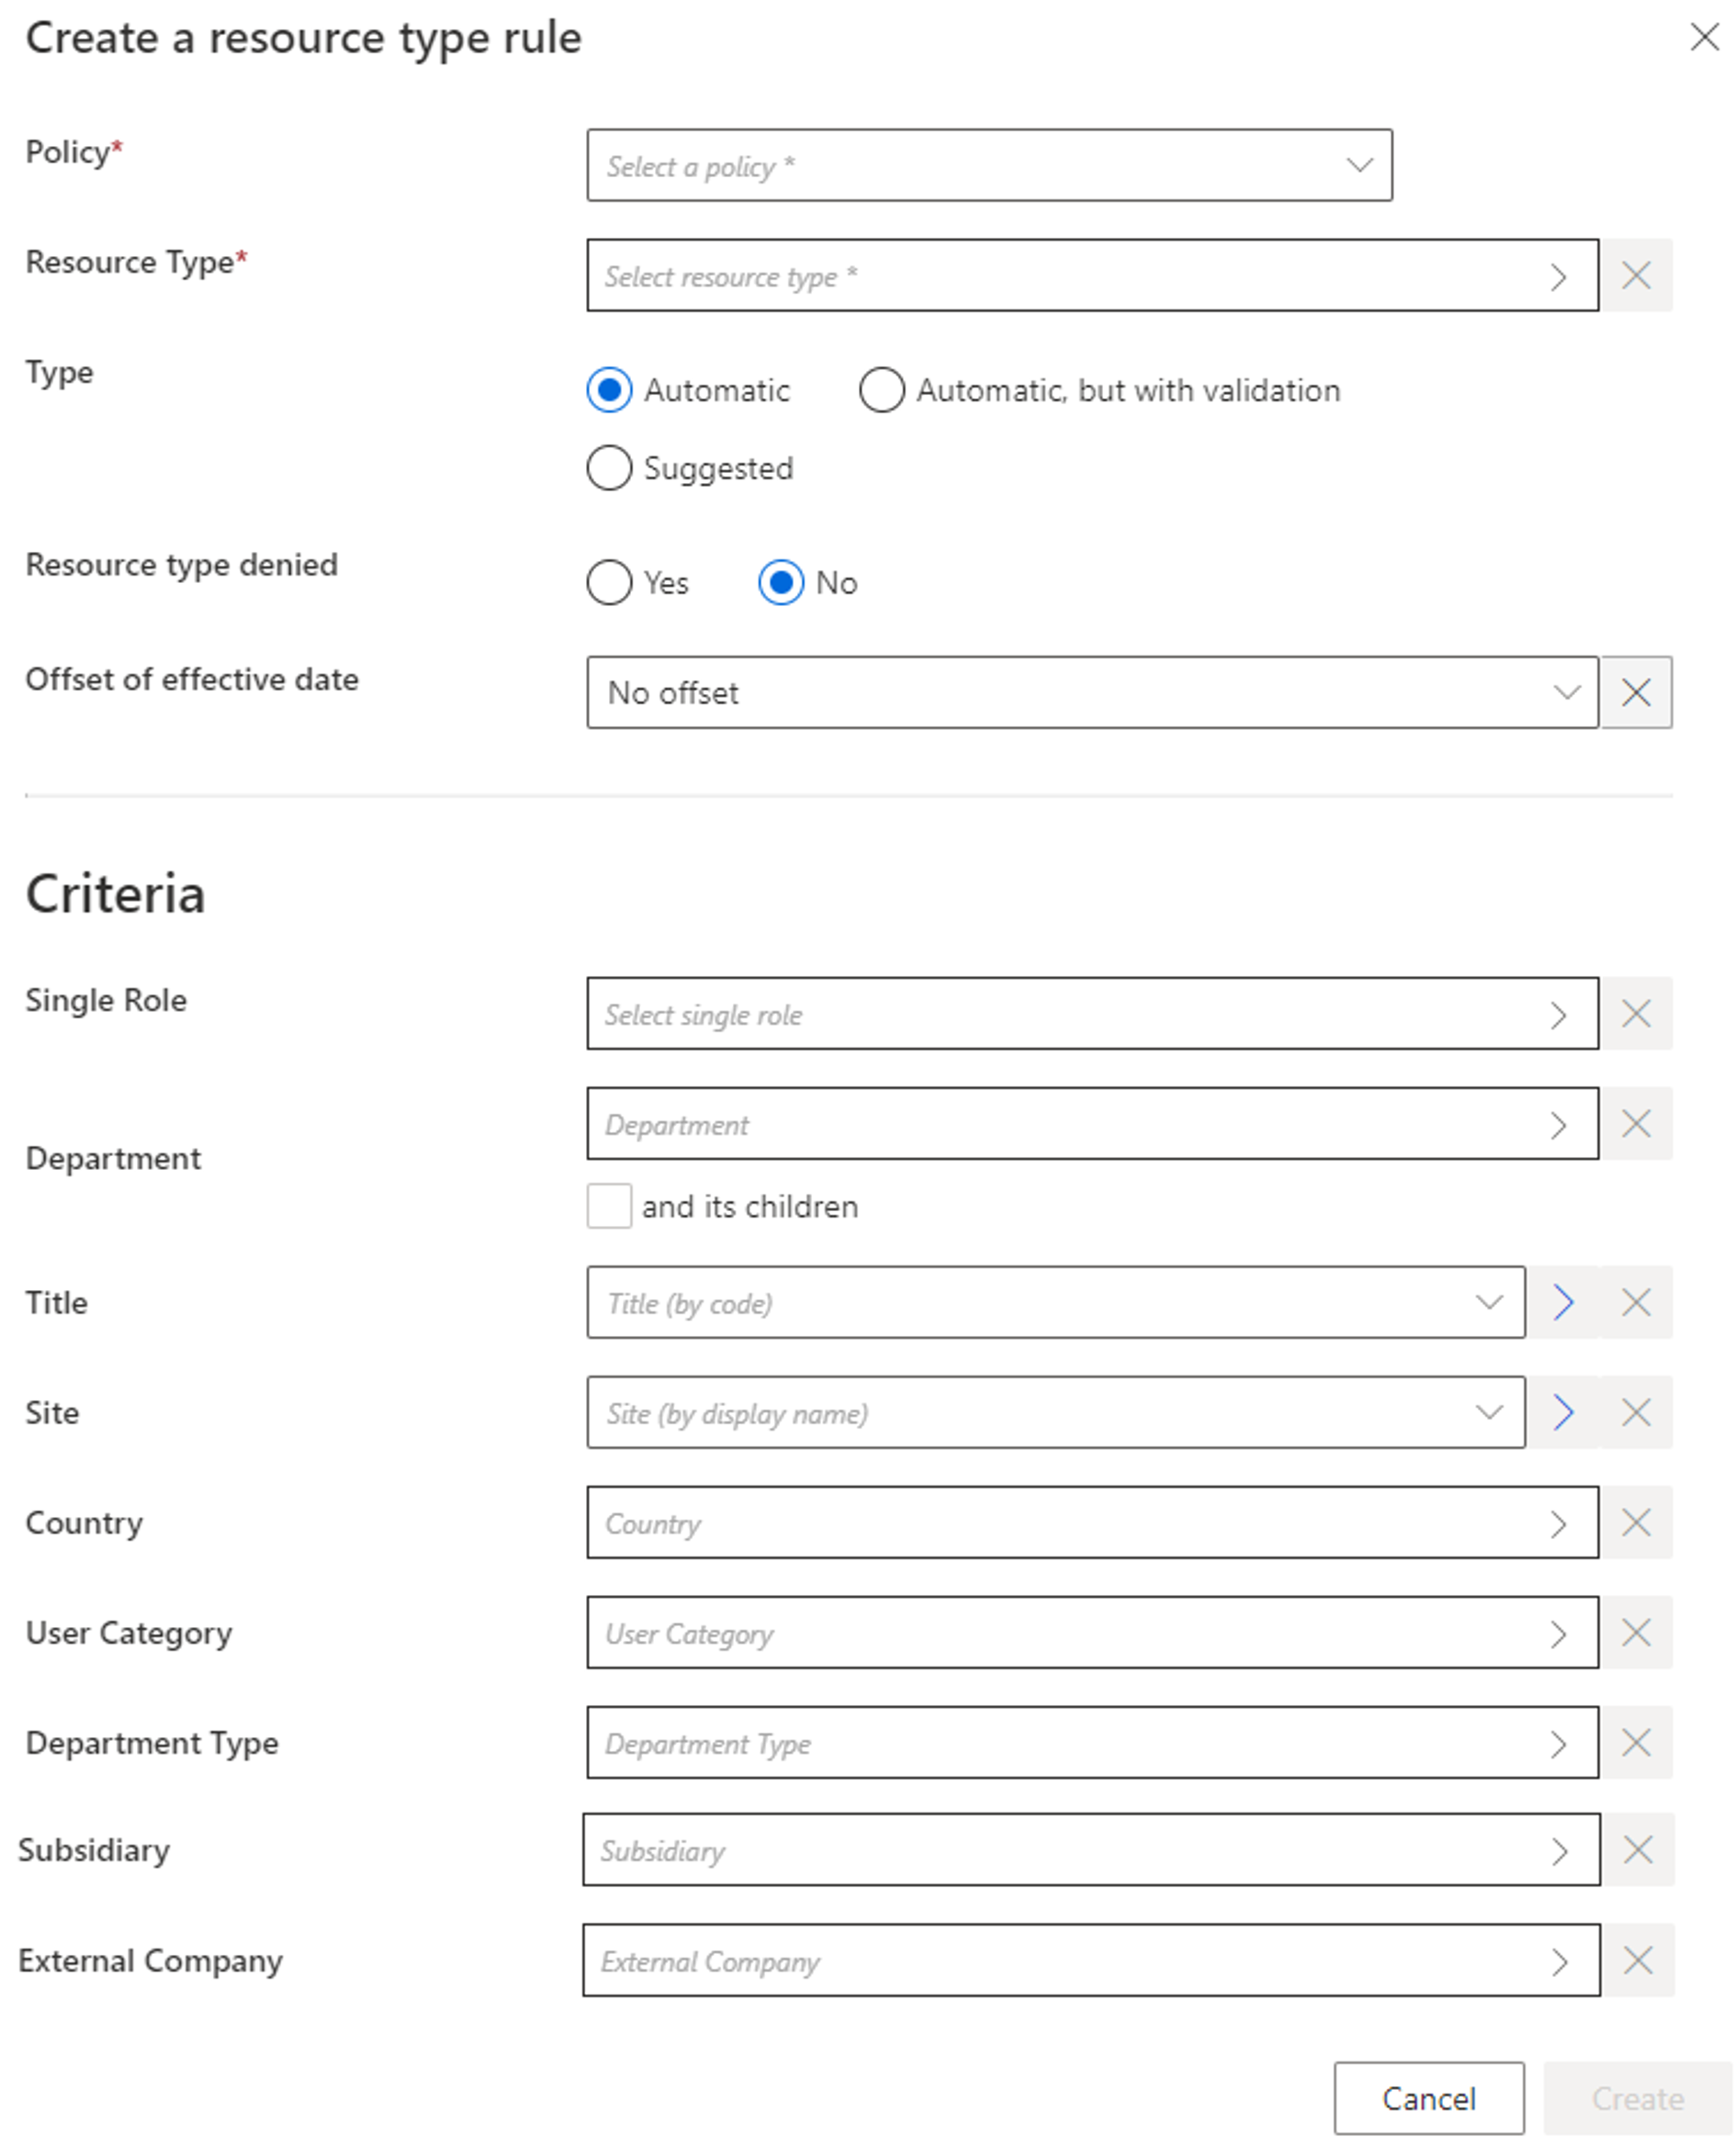 Create a resource type rule
Policy*
Select a policy *
Resource Type*
Select resource type *
Type
Automatic
Automatic, but with validation
Suggested
Resource type denied
Yes
No
Offset of effective date
No offset
Criteria
Single Role
Select single role
Department
Department
and its children
Title
Title (by code)
Site
Site (by display name)
Country
Country
User Category
User Category
Department Type
Department Type
Subsidiary
Subsidiary
External Company
External Company
Cancel
Create